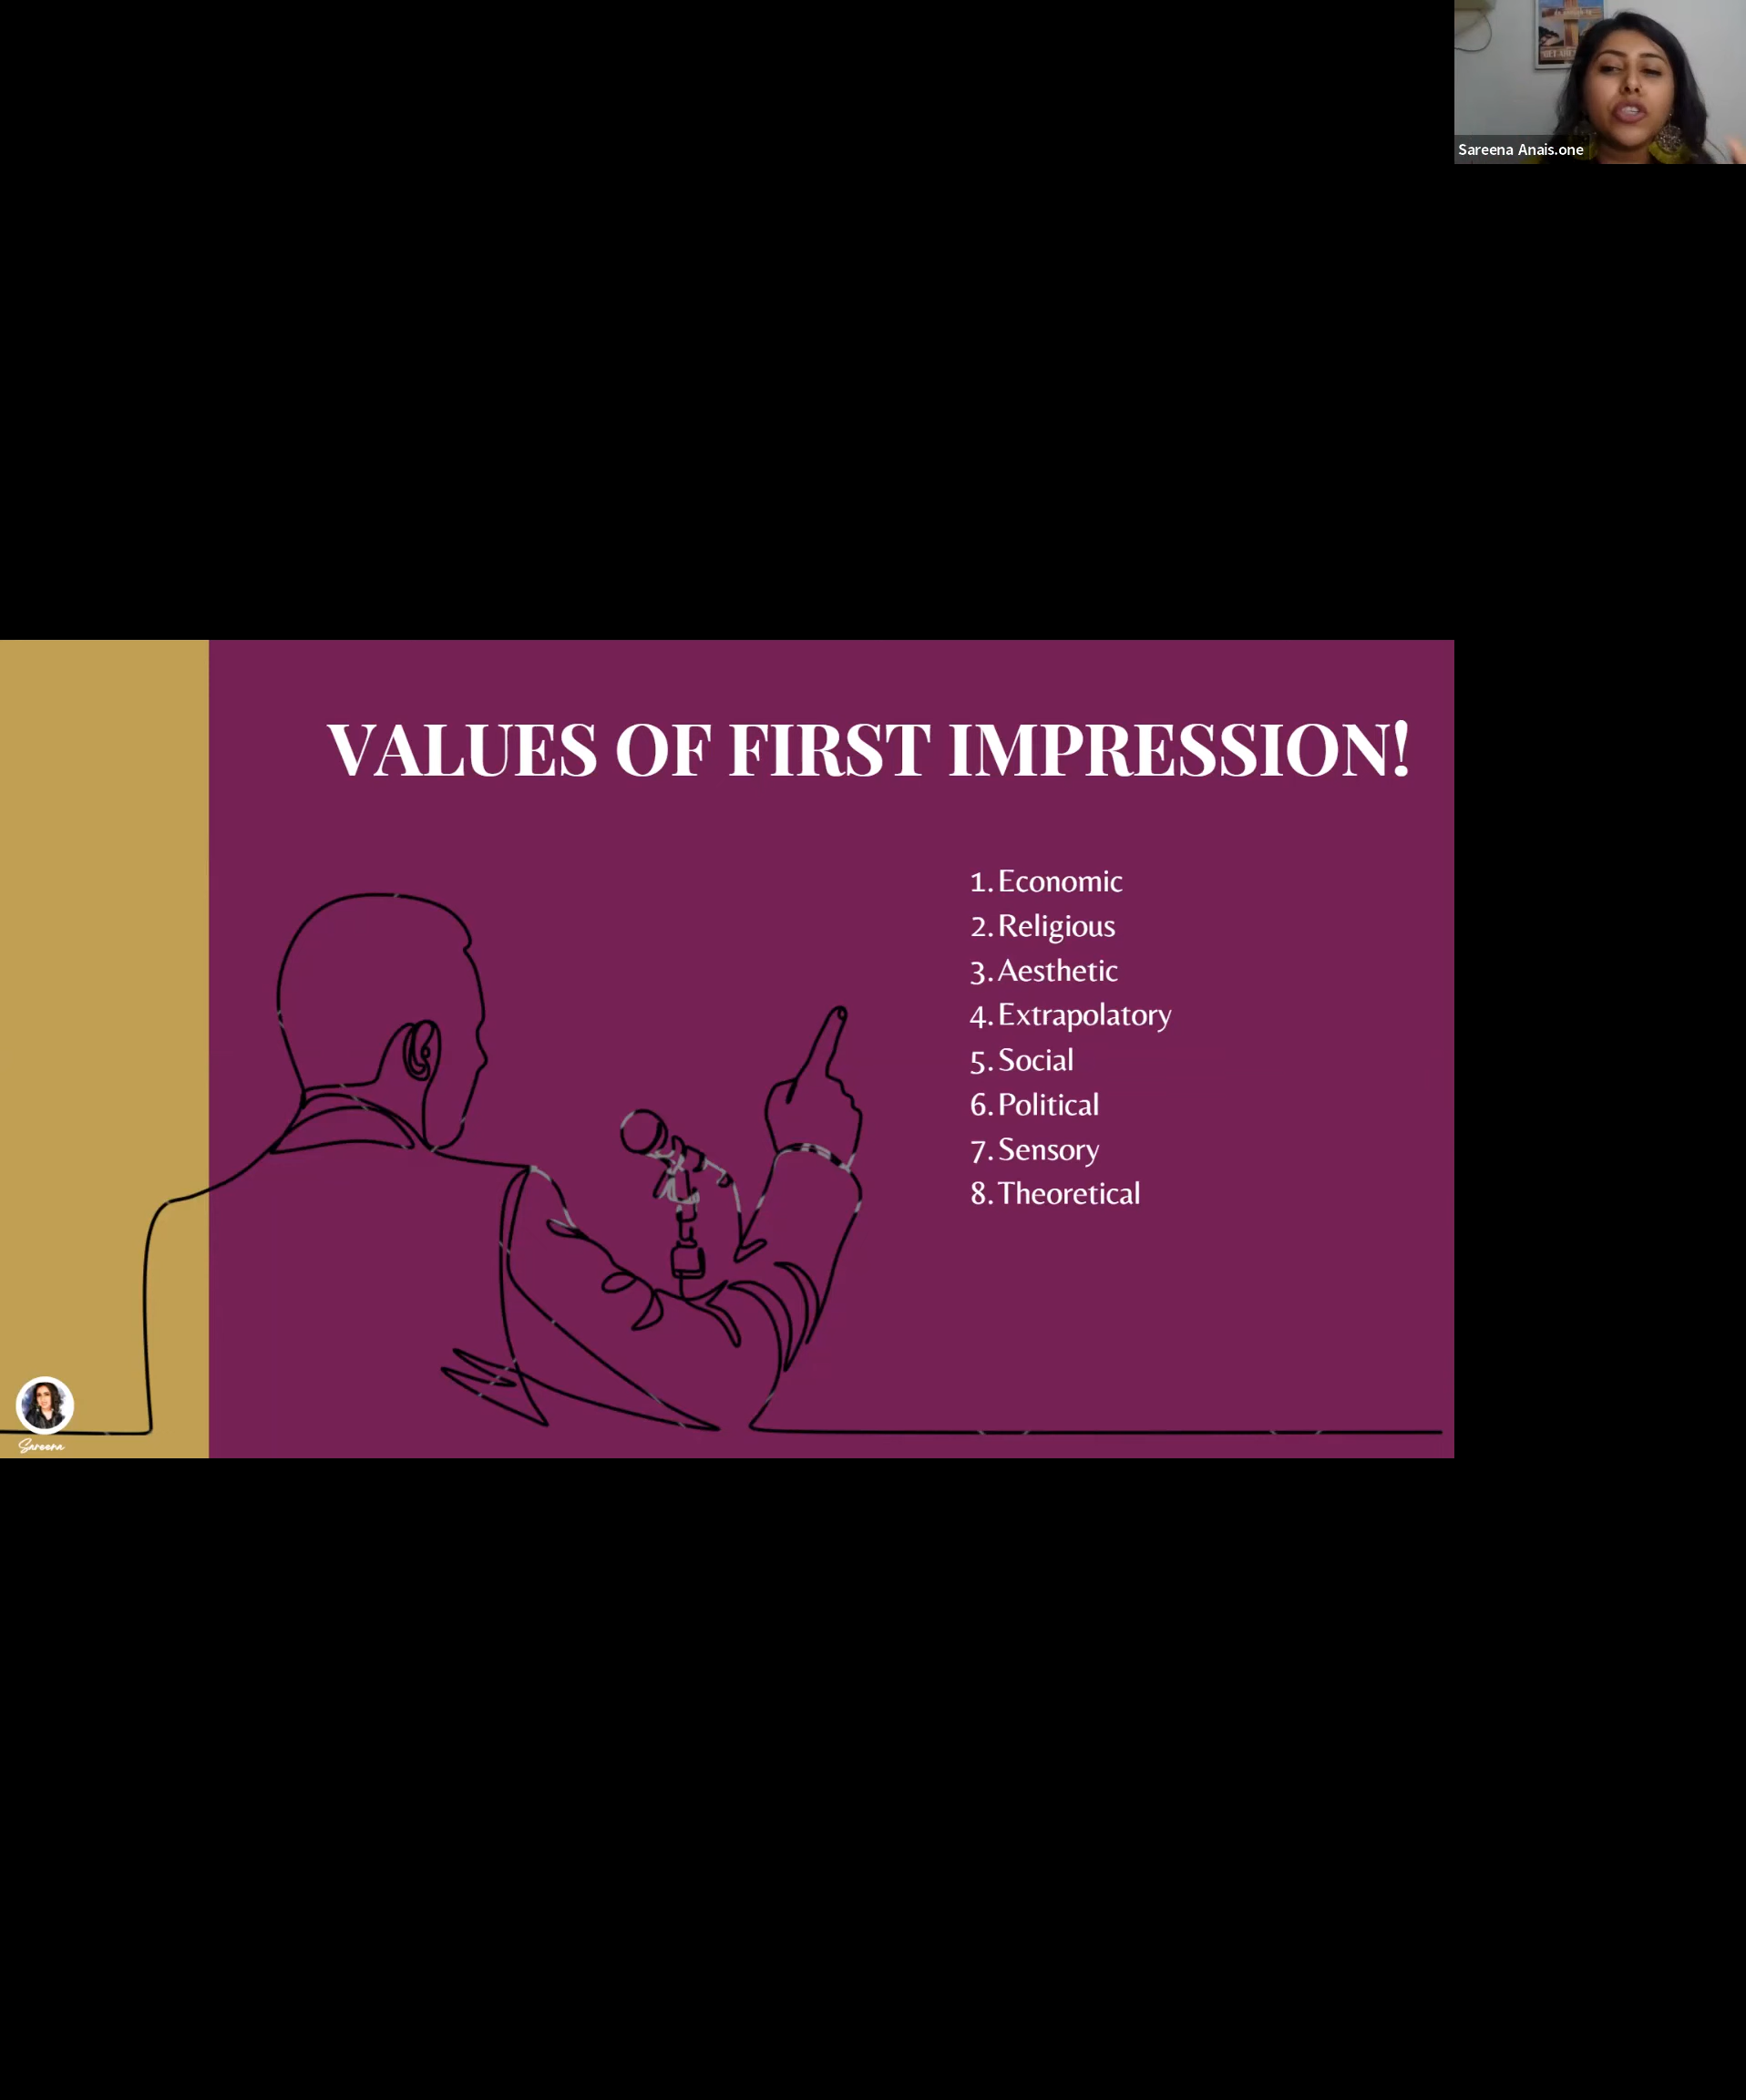 Sareena Anais.one
VALUES OF FIRST IMPRESSION!
1. Economic
2. Religious
3. Aesthetic
4. Extrapolatory
5. Social
6. Political
7. Sensory
8. Theoretical
Sareena